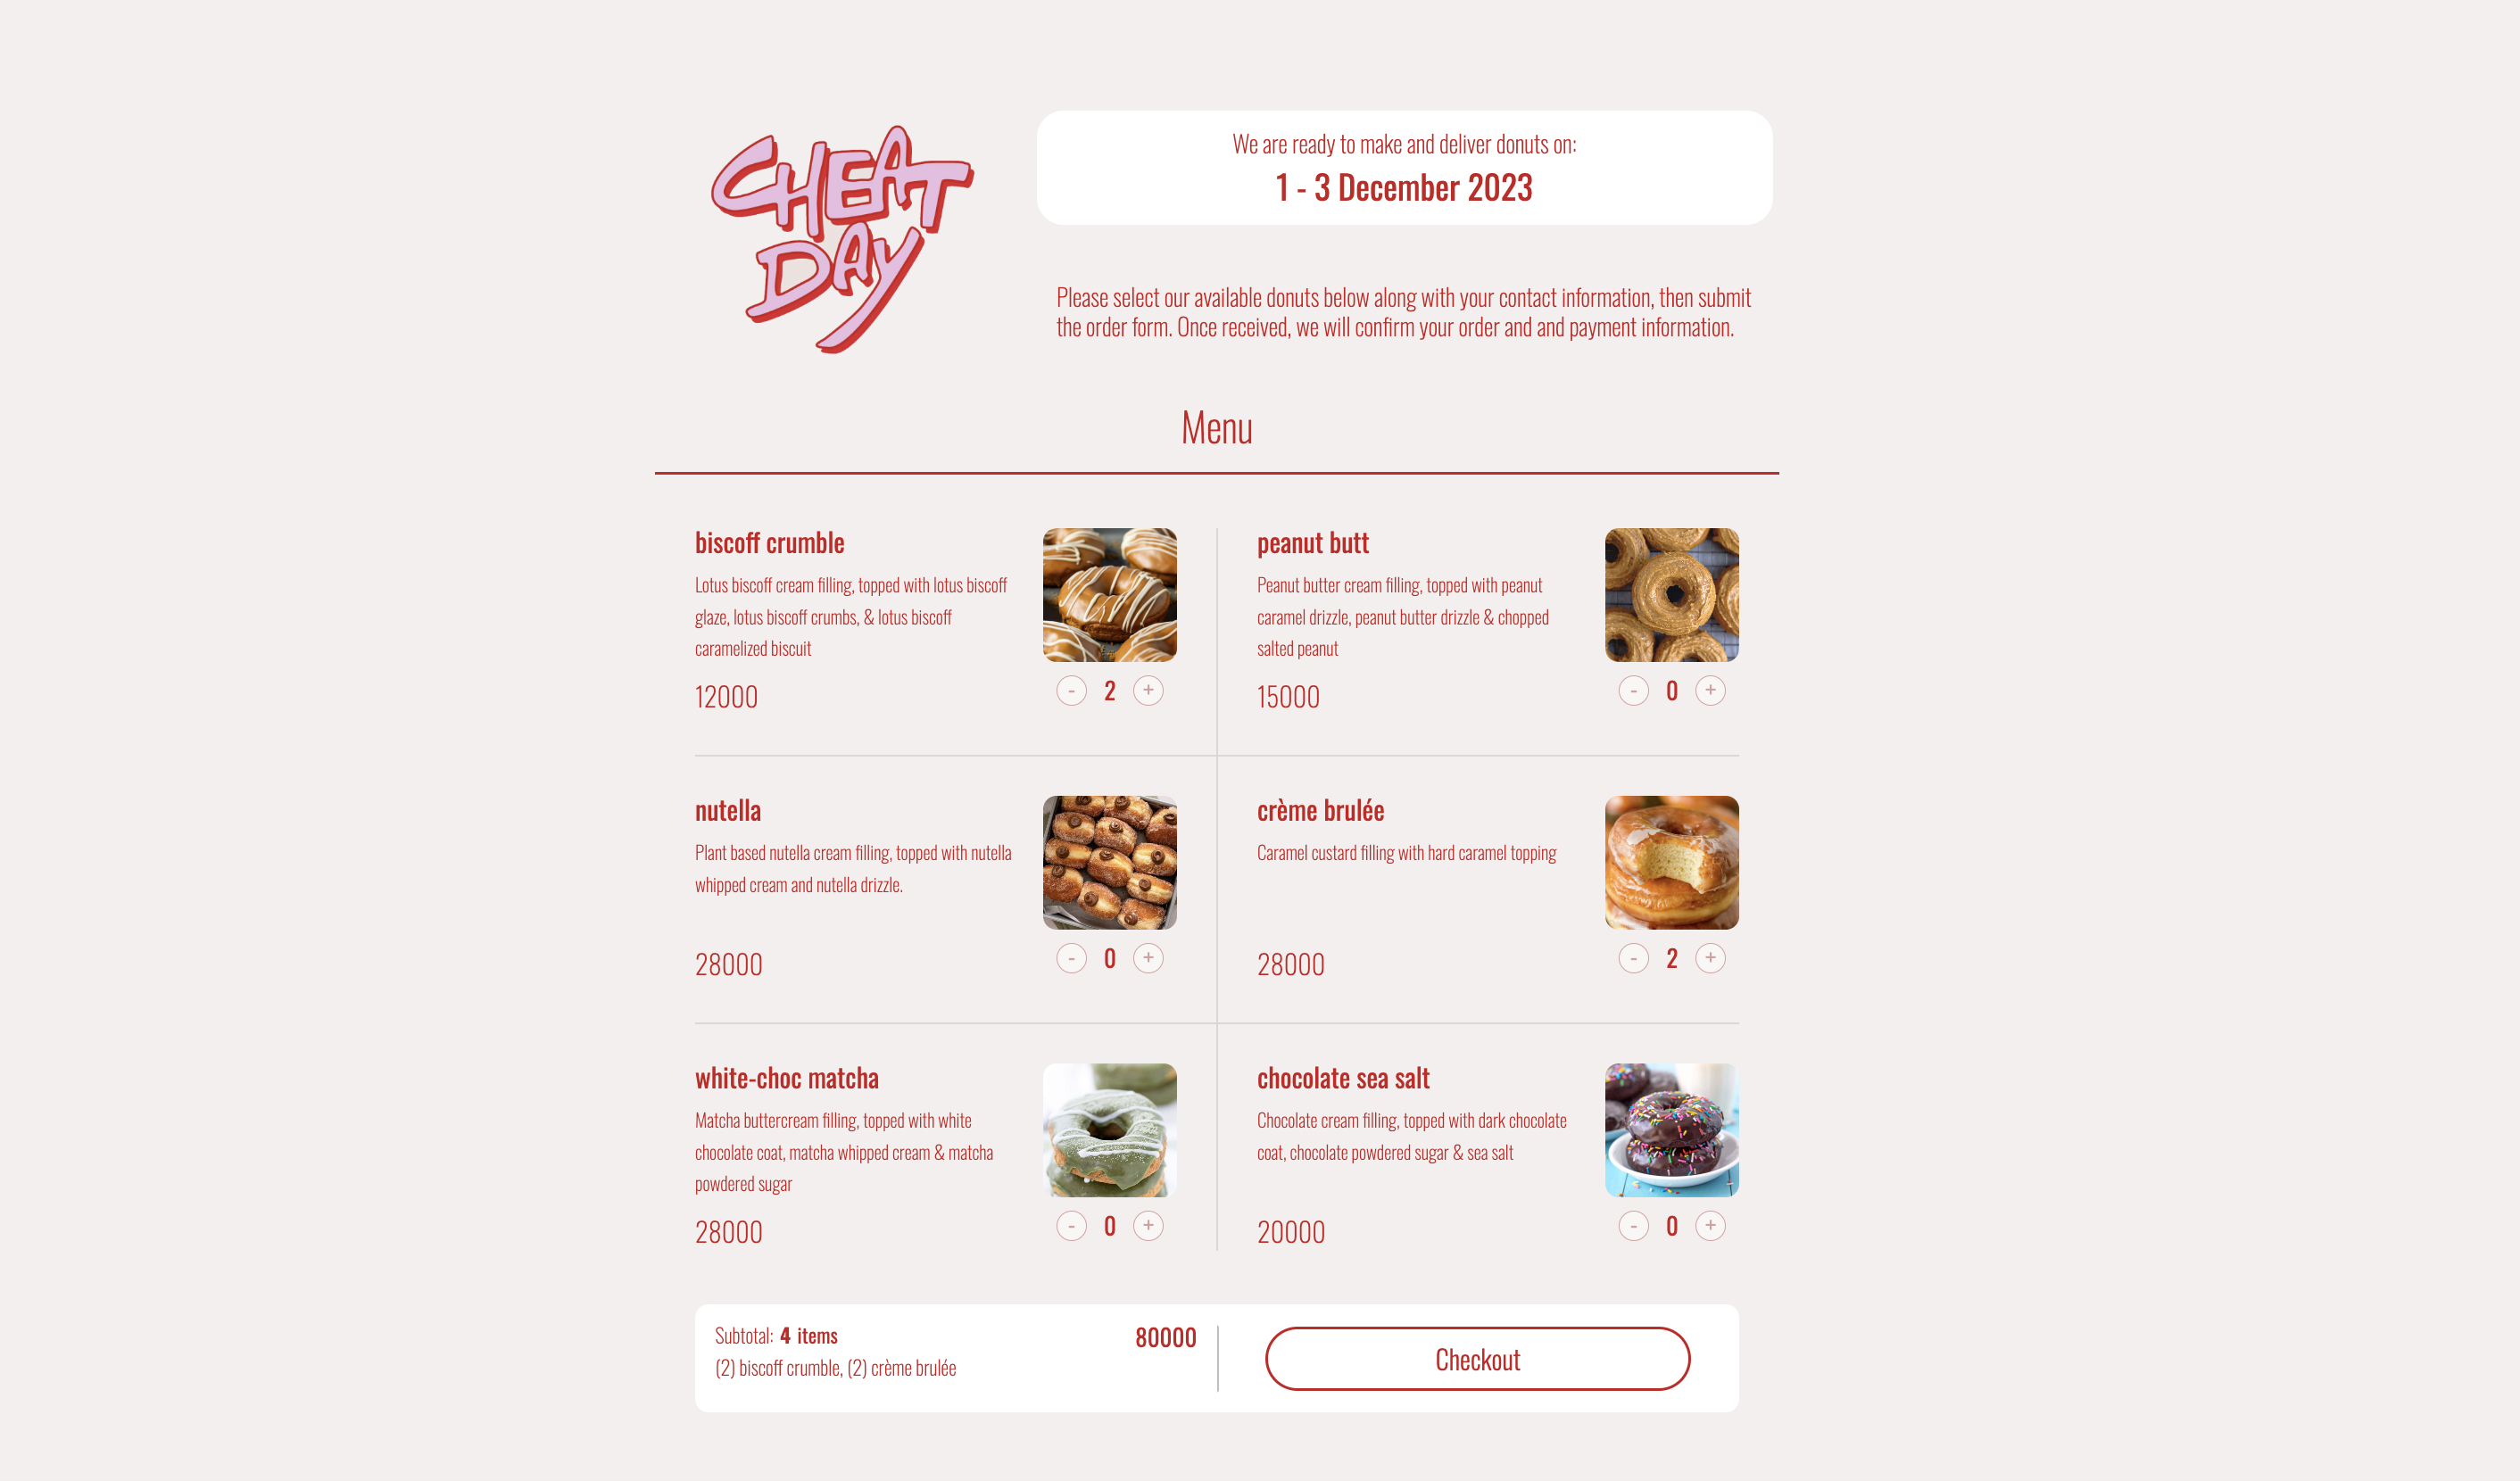 CHEAT
DAY
We are ready to make and deliver donuts on:
1 - 3 December 2023
Please select our available donuts below along with your contact information, then submit
the order form. Once received, we will confirm your order and and payment information.
Menu
biscoff crumble
Lotus biscoff cream filling, topped with lotus biscoff
glaze, lotus biscoff crumbs, & lotus biscoff
caramelized biscuit
12000
- 2 +
peanut butt
Peanut butter cream filling, topped with peanut
caramel drizzle, peanut butter drizzle & chopped
salted peanut
15000
- 0 +
nutella
Plant based nutella cream filling, topped with nutella
whipped cream and nutella drizzle.
28000
- 0 +
crème brulée
Caramel custard filling with hard caramel topping
28000
- 2 +
white-choc matcha
Matcha buttercream filling, topped with white
chocolate coat, matcha whipped cream & matcha
powdered sugar
28000
- 0 +
chocolate sea salt
Chocolate cream filling, topped with dark chocolate
coat, chocolate powdered sugar & sea salt
20000
- 0 +
Subtotal: 4 items
80000
(2) biscoff crumble, (2) crème brulée
Checkout